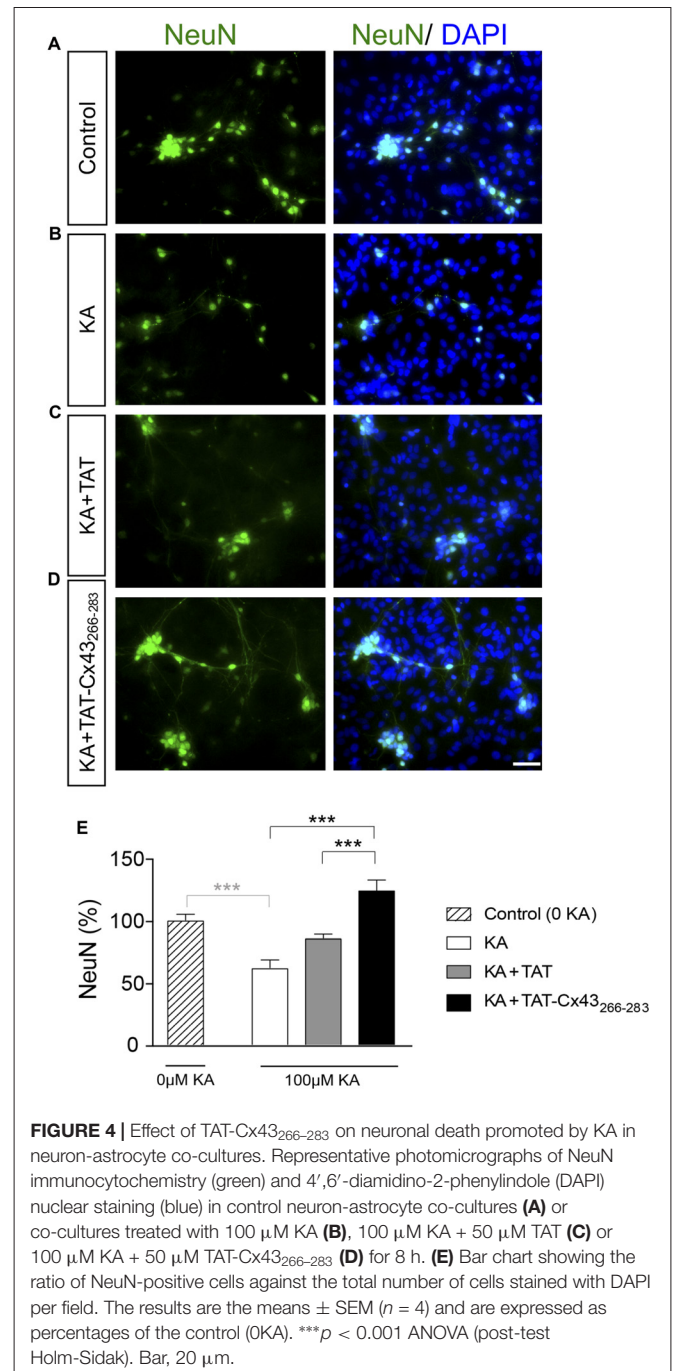 NeuN NeuN/ DAPI
A
Control
B
KA
C
KA+TAT
D
KA+TAT-Cx43266-283
E
*** 
***
***
150
100
50
0
NeuN (%)
0µM KA 100µM KA
Control (0 KA)
KA
KA+TAT
KA+TAT-Cx43266-283
FIGURE 4 | Effect of TAT-Cx43266–283 on neuronal death promoted by KA in
neuron-astrocyte co-cultures. Representative photomicrographs of NeuN
immunocytochemistry (green) and 4′,6′-diamidino-2-phenylindole (DAPI)
nuclear staining (blue) in control neuron-astrocyte co-cultures (A) or
co-cultures treated with 100 µM KA (B), 100 µM KA + 50 µM TAT (C) or
100 µM KA + 50 µM TAT-Cx43266–283 (D) for 8 h. (E) Bar chart showing the
ratio of NeuN-positive cells against the total number of cells stained with DAPI
per field. The results are the means ± SEM (n = 4) and are expressed as
percentages of the control (0KA). ***p < 0.001 ANOVA (post-test
Holm-Sidak). Bar, 20 µm.